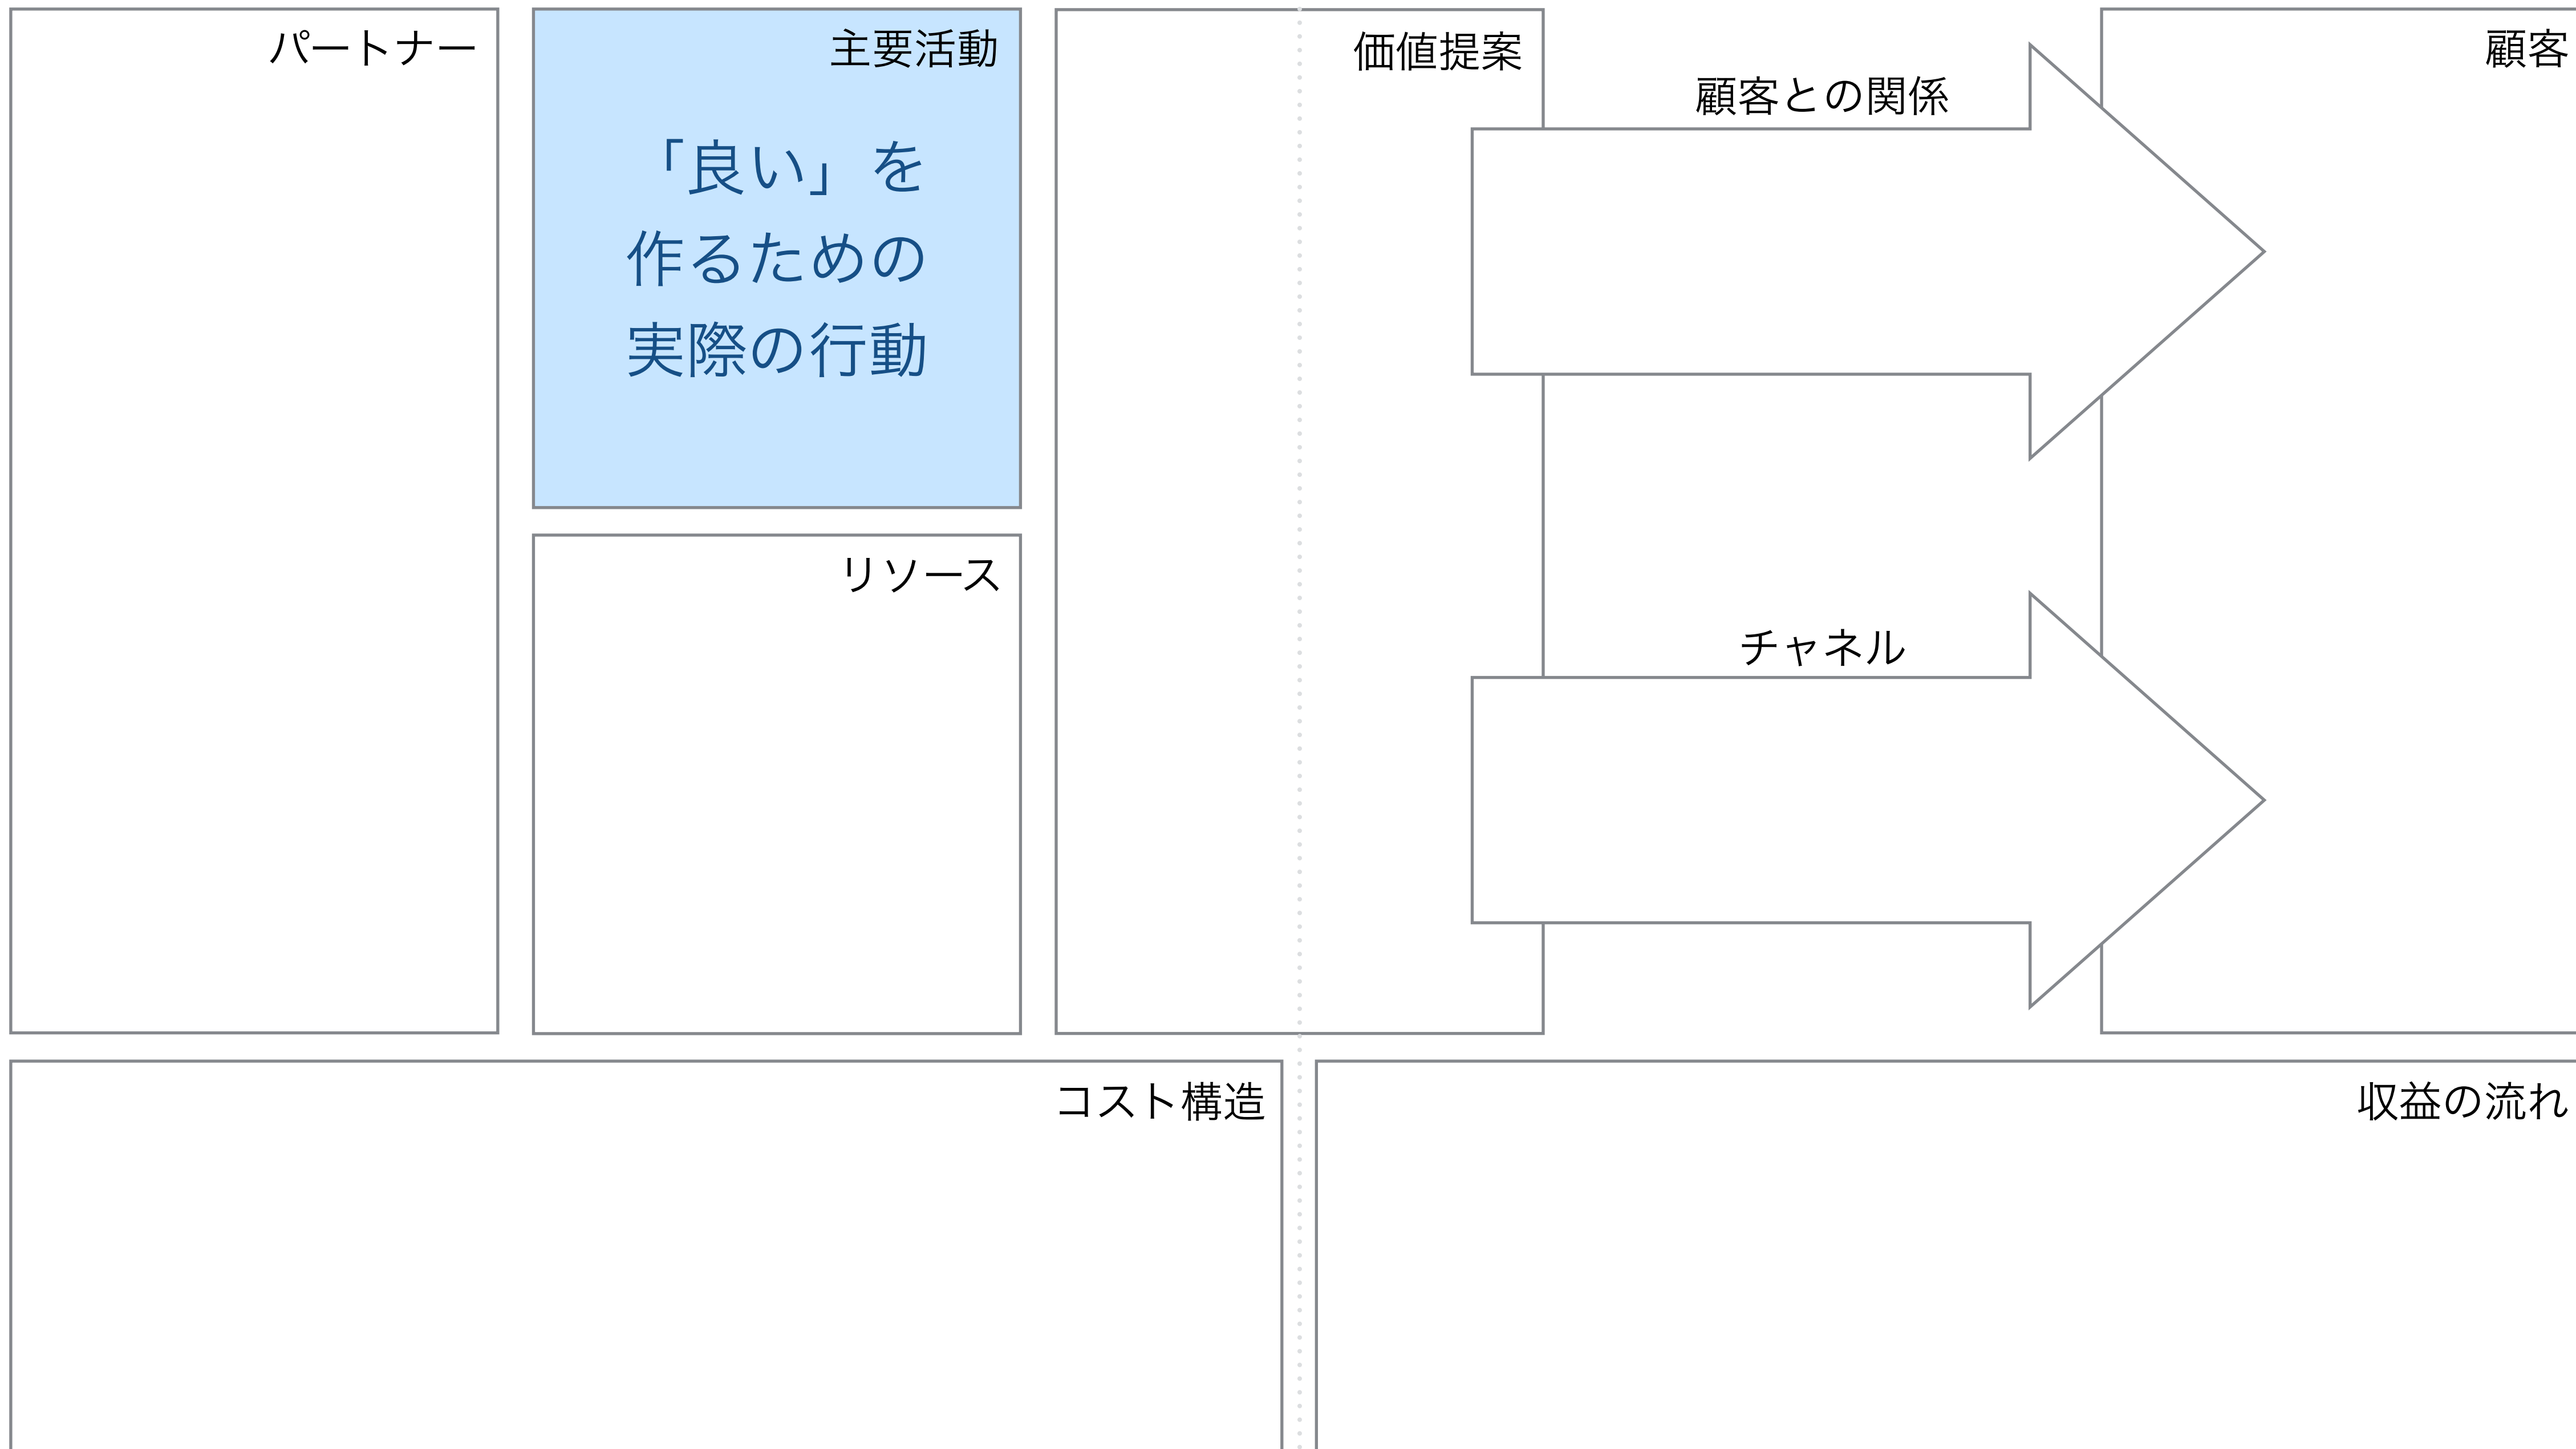 パートナー
主要活動
「良い」を
作るための
実際の行動
リソース
価値提案
顧客との関係
チャネル
顧客
コスト構造
収益の流れ